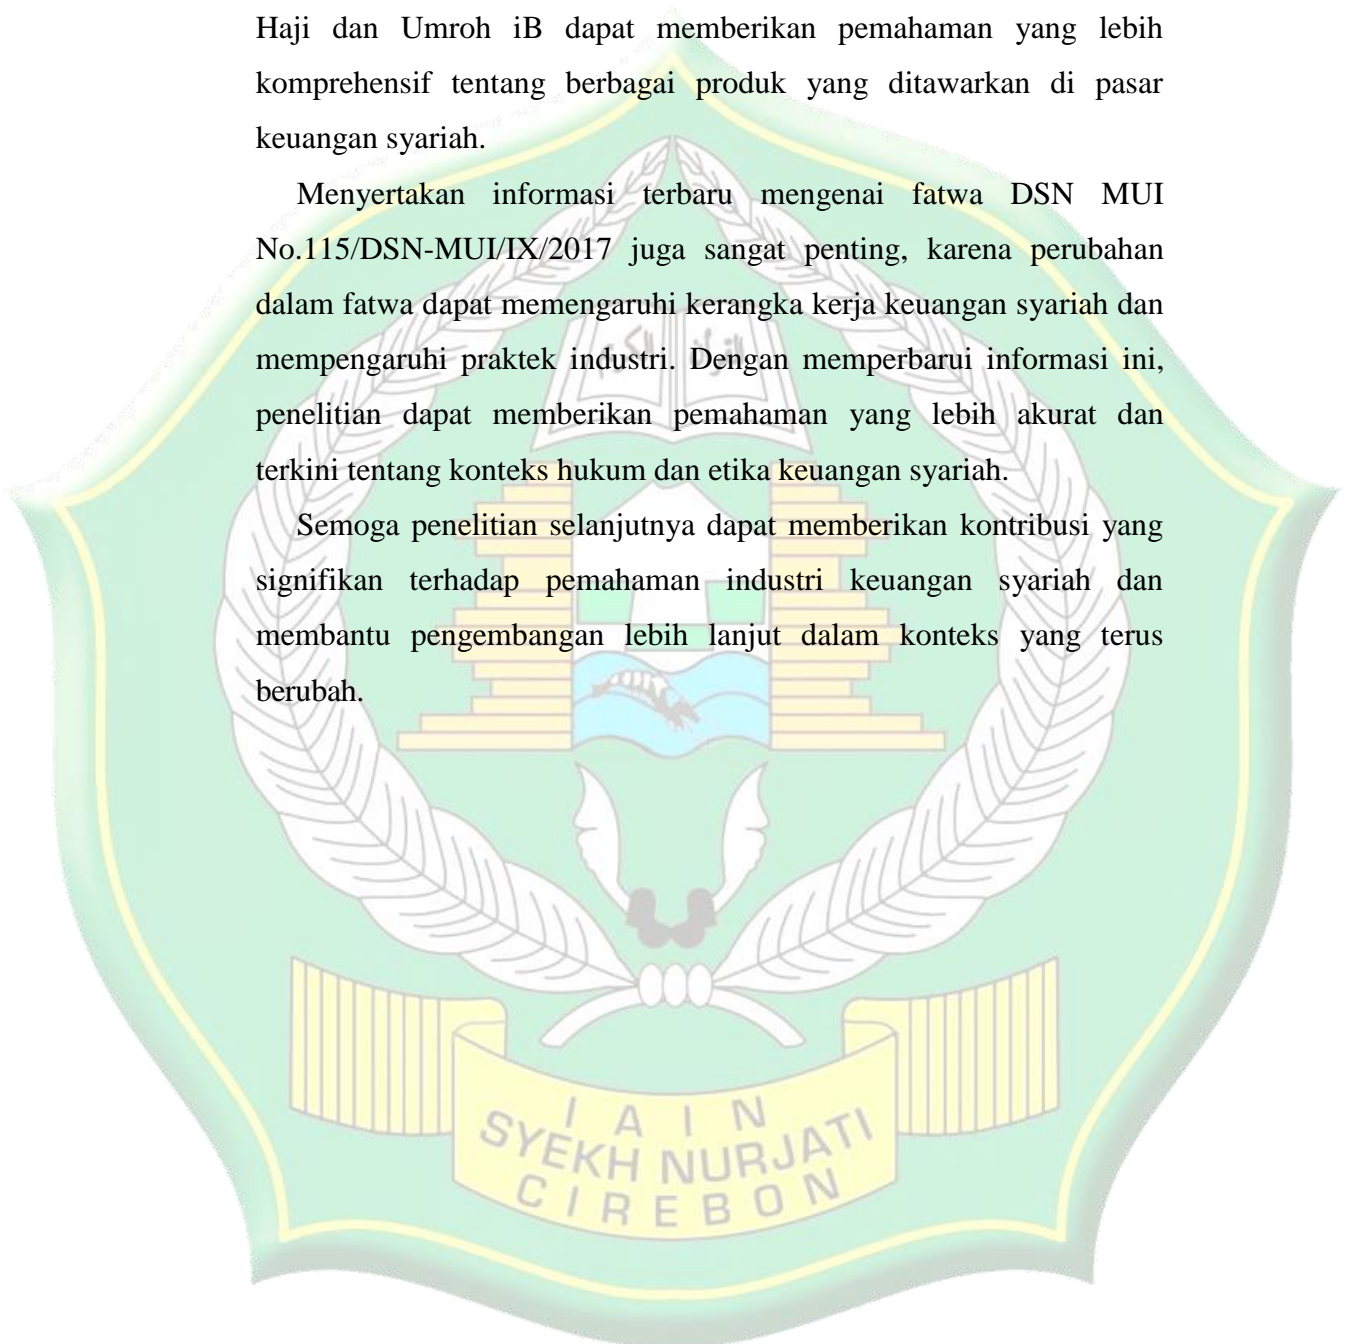 Haji dan Umroh iB dapat memberikan pemahaman yang lebih
komprehensif tentang berbagai produk yang ditawarkan di pasar
keuangan syariah.
Menyertakan informasi terbaru mengenai fatwa DSN MUI
No.115/DSN-MUI/IX/2017 juga sangat penting, karena perubahan
dalam fatwa dapat memengaruhi kerangka kerja keuangan syariah dan
mempengaruhi praktek industri. Dengan memperbarui informasi ini,
penelitian dapat memberikan pemahaman yang lebih akurat dan
terkini tentang konteks hukum dan etika keuangan syariah.
Semoga penelitian selanjutnya dapat memberikan kontribusi yang
signifikan terhadap pemahaman industri keuangan syariah dan
membantu pengembangan lebih lanjut dalam konteks yang terus
berubah.
IAIN
SYEKH NURJATI
CIREBON